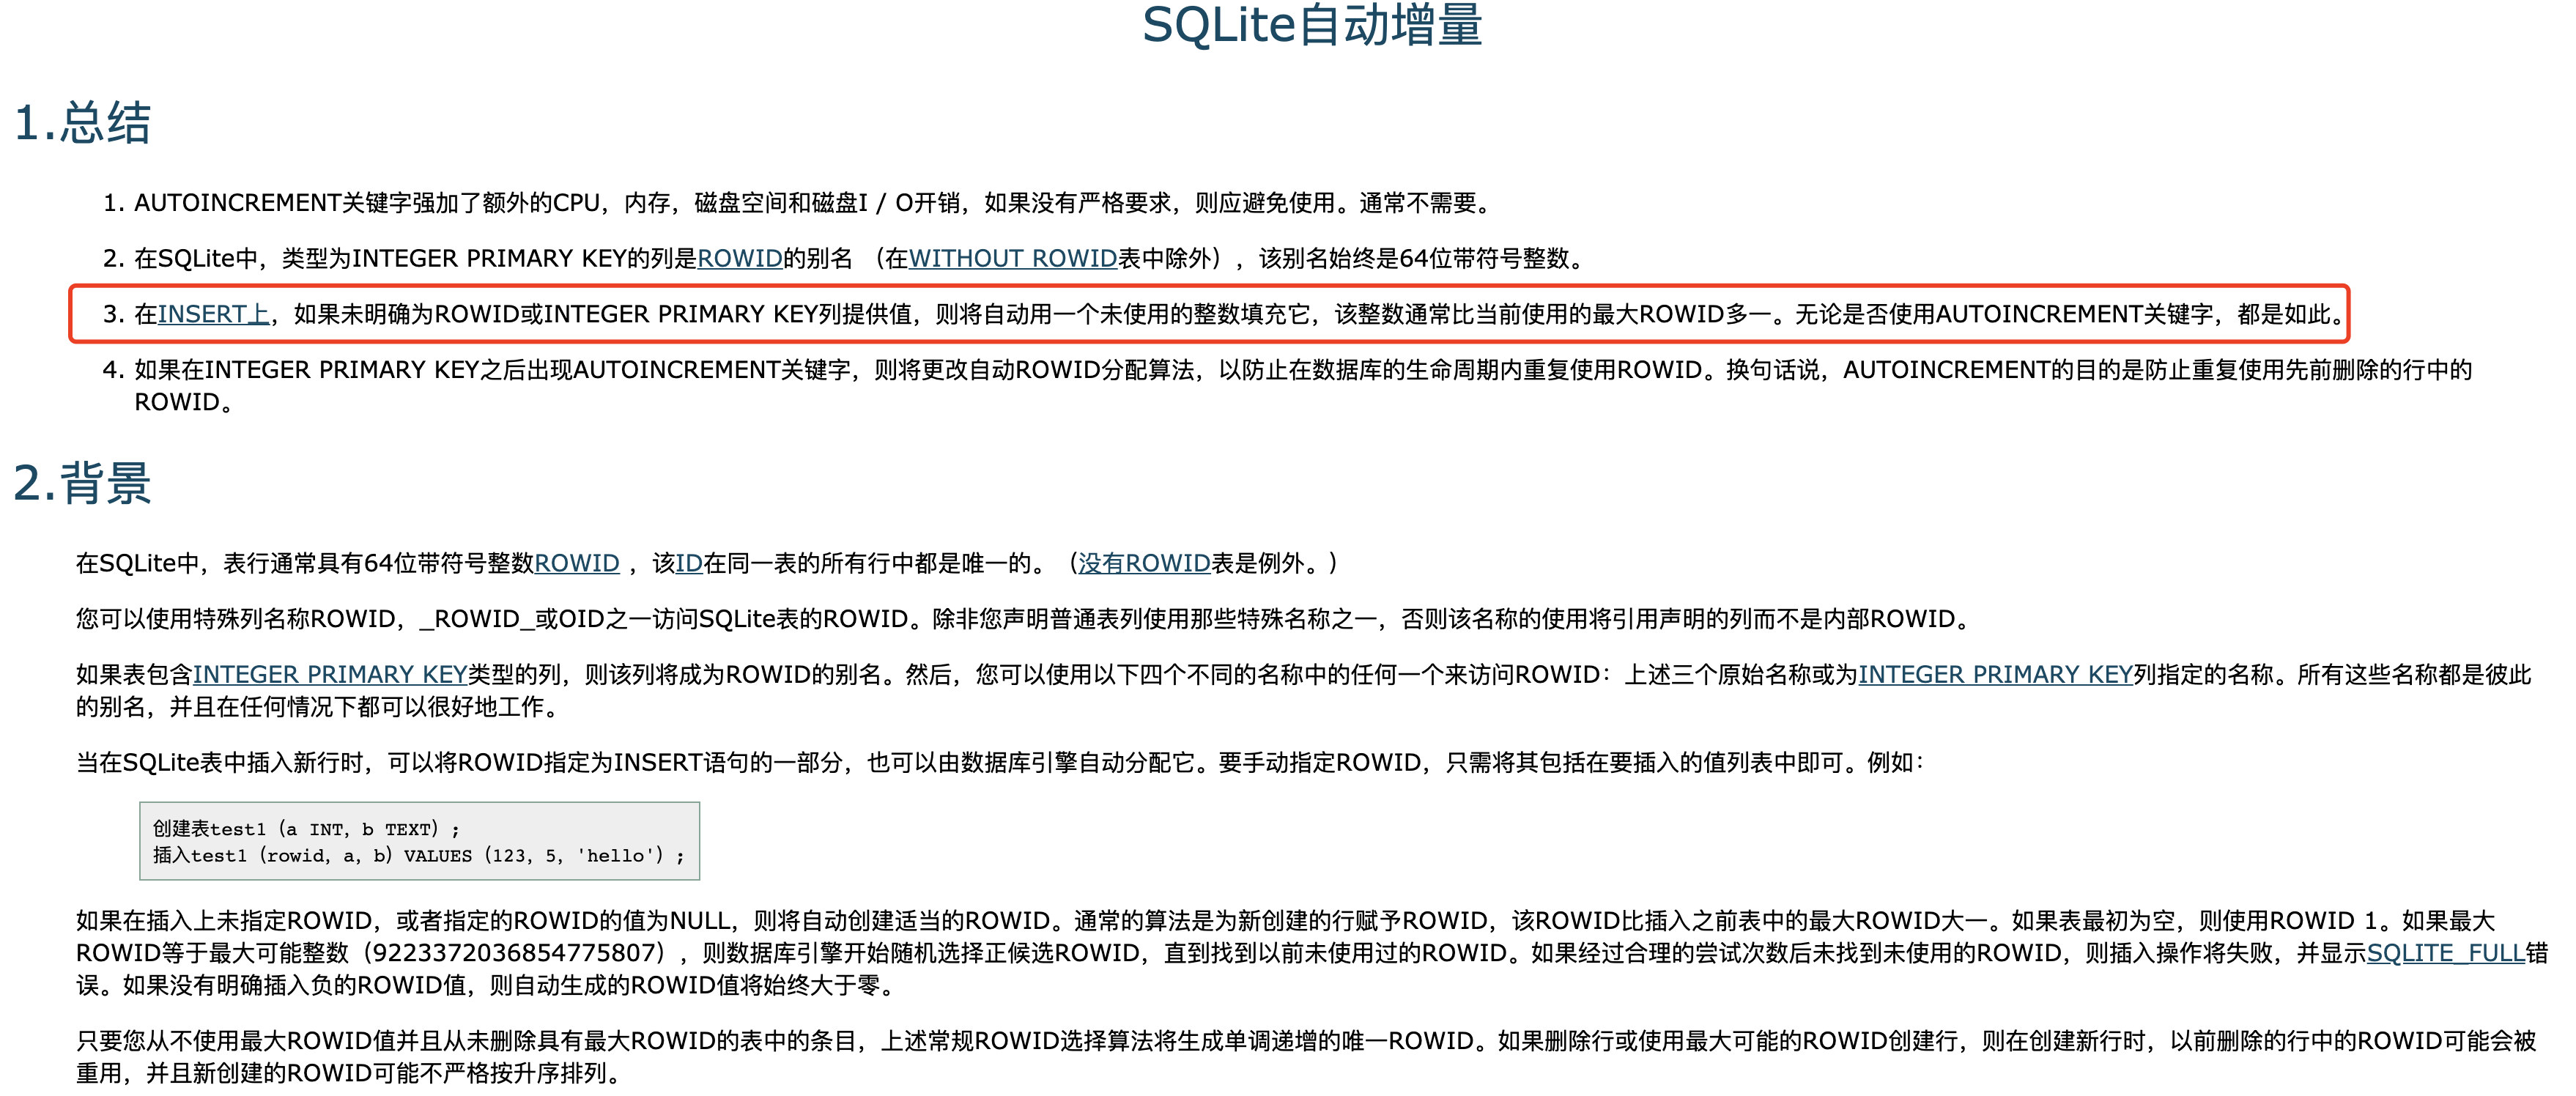 SQLite自动增量
1.总结
1. AUTOINCREMENT关键字强加了额外的CPU，内存，磁盘空间和磁盘I / O开销，如果没有严格要求，则应避免使用。通常不需要。
2. 在SQLite中，类型为INTEGER PRIMARY KEY的列是ROWID的别名 （在WITHOUT ROWID表中除外），该别名始终是64位带符号整数。
3. 在INSERT上，如果未明确为ROWID或INTEGER PRIMARY KEY列提供值，则将自动用一个未使用的整数填充它，该整数通常比当前使用的最大ROWID多一。无论是否使用AUTOINCREMENT关键字，都是如此。
4. 如果在INTEGER PRIMARY KEY之后出现AUTOINCREMENT关键字，则将更改自动ROWID分配算法，以防止在数据库的生命周期内重复使用ROWID。换句话说，AUTOINCREMENT的目的是防止重复使用先前删除的行中的
ROWID。
2.背景
在SQLite中，表行通常具有64位带符号整数ROWID ，该ID在同一表的所有行中都是唯一的。（没有ROWID表是例外。）
您可以使用特殊列名称ROWID，_ROWID_或OID之一访问SQLite表的ROWID。除非您声明普通表列使用那些特殊名称之一，否则该名称的使用将引用声明的列而不是内部ROWID。
如果表包含INTEGER PRIMARY KEY类型的列，则该列将成为ROWID的别名。然后，您可以使用以下四个不同的名称中的任何一个来访问ROWID：上述三个原始名称或为INTEGER PRIMARY KEY列指定的名称。所有这些名称都是彼此
的别名，并且在任何情况下都可以很好地工作。
当在SQLite表中插入新行时，可以将ROWID指定为INSERT语句的一部分，也可以由数据库引擎自动分配它。要手动指定ROWID，只需将其包括在要插入的值列表中即可。例如：
创建表test1（a INT，b TEXT）;
插入test1（rowid，a，b）VALUES（123，5，'hello'）;
如果在插入上未指定ROWID，或者指定的ROWID的值为NULL，则将自动创建适当的ROWID。通常的算法是为新创建的行赋予ROWID，该ROWID比插入之前表中的最大ROWID大一。如果表最初为空，则使用ROWID 1。如果最大
ROWID等于最大可能整数（9223372036854775807），则数据库引擎开始随机选择正候选ROWID，直到找到以前未使用过的ROWID。如果经过合理的尝试次数后未找到未使用的ROWID，则插入操作将失败，并显示SQLITE_FULL错
误。如果没有明确插入负的ROWID值，则自动生成的ROWID值将始终大于零。
只要您从不使用最大ROWID值并且从未删除具有最大ROWID的表中的条目，上述常规ROWID选择算法将生成单调递增的唯一ROWID。如果删除行或使用最大可能的ROWID创建行，则在创建新行时，以前删除的行中的ROWID可能会被
重用，并且新创建的ROWID可能不严格按升序排列。